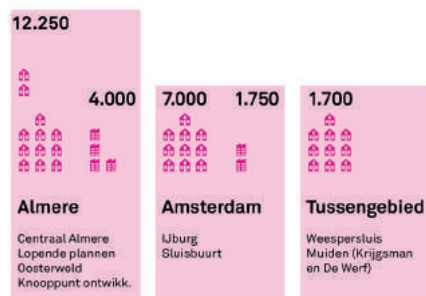 12.250
4.000
Almere
Centraal Almere
Lopende plannen
Oosterwold
Knooppunt ontwikk.
7.000 1.750
Amsterdam
IJburg
Sluisbuurt
1.700
Tussengebied
Weespersluis
Muiden (Krijgsman
en De Werf)